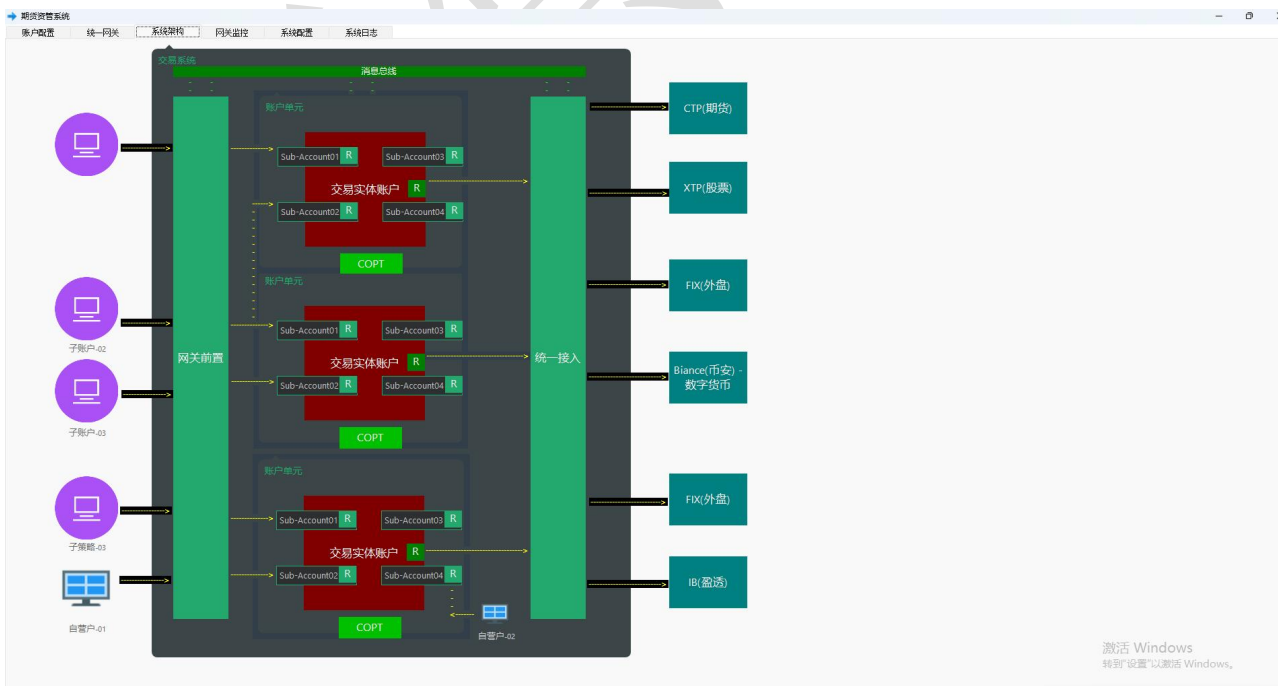 期货资管系统
账户配置 统一网关 系统架构 网关监控 系统配置 系统日志
交易系统
消息总线
账户单元
Sub-Account01 R Sub-Account03 R
交易实体账户 R
Sub-Account02 R Sub-Account04 R
COPT
账户单元
Sub-Account01 R Sub-Account03 R
交易实体账户 R
Sub-Account02 R Sub-Account04 R
COPT
账户单元
Sub-Account01 R Sub-Account03 R
交易实体账户 R
Sub-Account02 R Sub-Account04 R
COPT
网关前置
统一接入
子账户-02
子账户-03
子策略-03
自营户-01
自营户-02
CTP(期货)
XTP(股票)
FIX(外盘)
Biance(币安) -
数字货币
FIX(外盘)
IB(盈透)
激活 Windows
转到"设置"以激活 Windows。